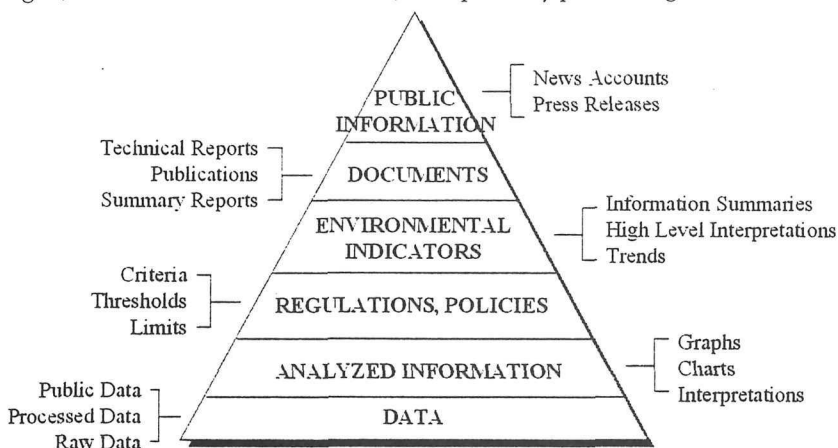 News Accounts
Press Releases
PUBLIC
INFORMATION
Technical Reports
Publications
Summary Reports
DOCUMENTS
Information Summaries
High Level Interpretations
Trends
ENVIRONMENTAL
INDICATORS
Criteria
Thresholds
Limits
REGULATIONS, POLICIES
Graphs
Charts
Interpretations
ANALYZED INFORMATION
Public Data
Processed Data
Raw Data
DATA